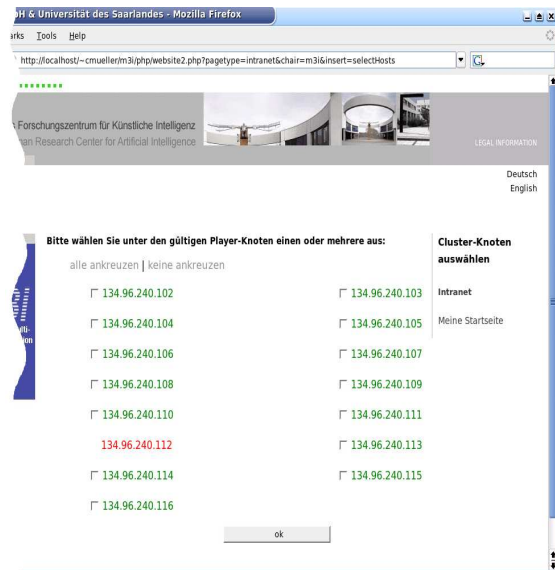 pH & Universität des Saarlandes - Mozilla Firefox
arks Tools Help
http://localhost/~cmueller/m3i/php/website2.php?pagetype=intranet&chair=m3i&insert=selectHosts
G
s Forschungszentrum für Künstliche Intelligenz
man Research Center for Artificial Intelligence
LEGAL INFORMATION
Deutsch
English
Bitte wählen Sie unter den gültigen Player-Knoten einen oder mehrere aus:
alle ankreuzen | keine ankreuzen
134.96.240.102 134.96.240.103
134.96.240.104 134.96.240.105
134.96.240.106 134.96.240.107
134.96.240.108 134.96.240.109
134.96.240.110 134.96.240.111
134.96.240.112 134.96.240.113
134.96.240.114 134.96.240.115
134.96.240.116
ok
Cluster-Knoten
auswählen
Intranet
Meine Startseite